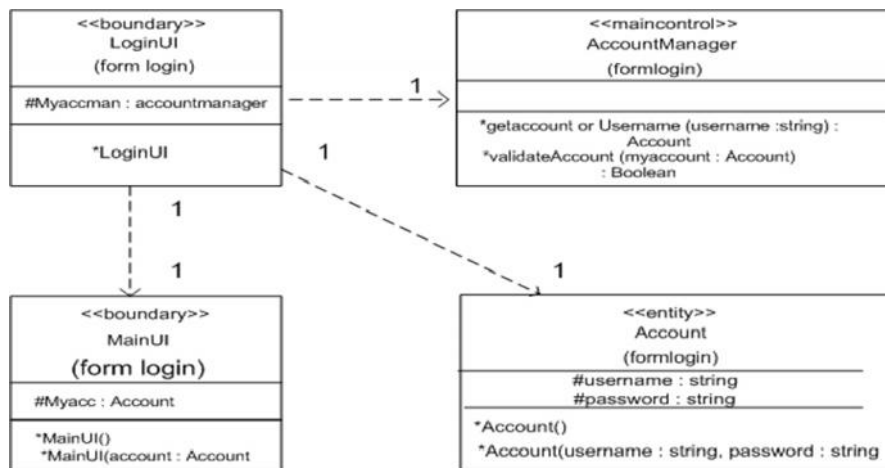 <<boundary>>
LoginUI
(form login)
#Myaccman : accountmanager
*LoginUI
<<maincontrol>>
AccountManager
(formlogin)
*getaccount or Username (username :string) :
Account
*validateAccount (myaccount : Account)
: Boolean
1
1
1
1
1
<<boundary>>
MainUI
(form login)
#Myacc : Account
*MainUI()
*MainUI(account : Account
<<entity>>
Account
(formlogin)
#username : string
#password : string
*Account()
*Account(username : string, password : string